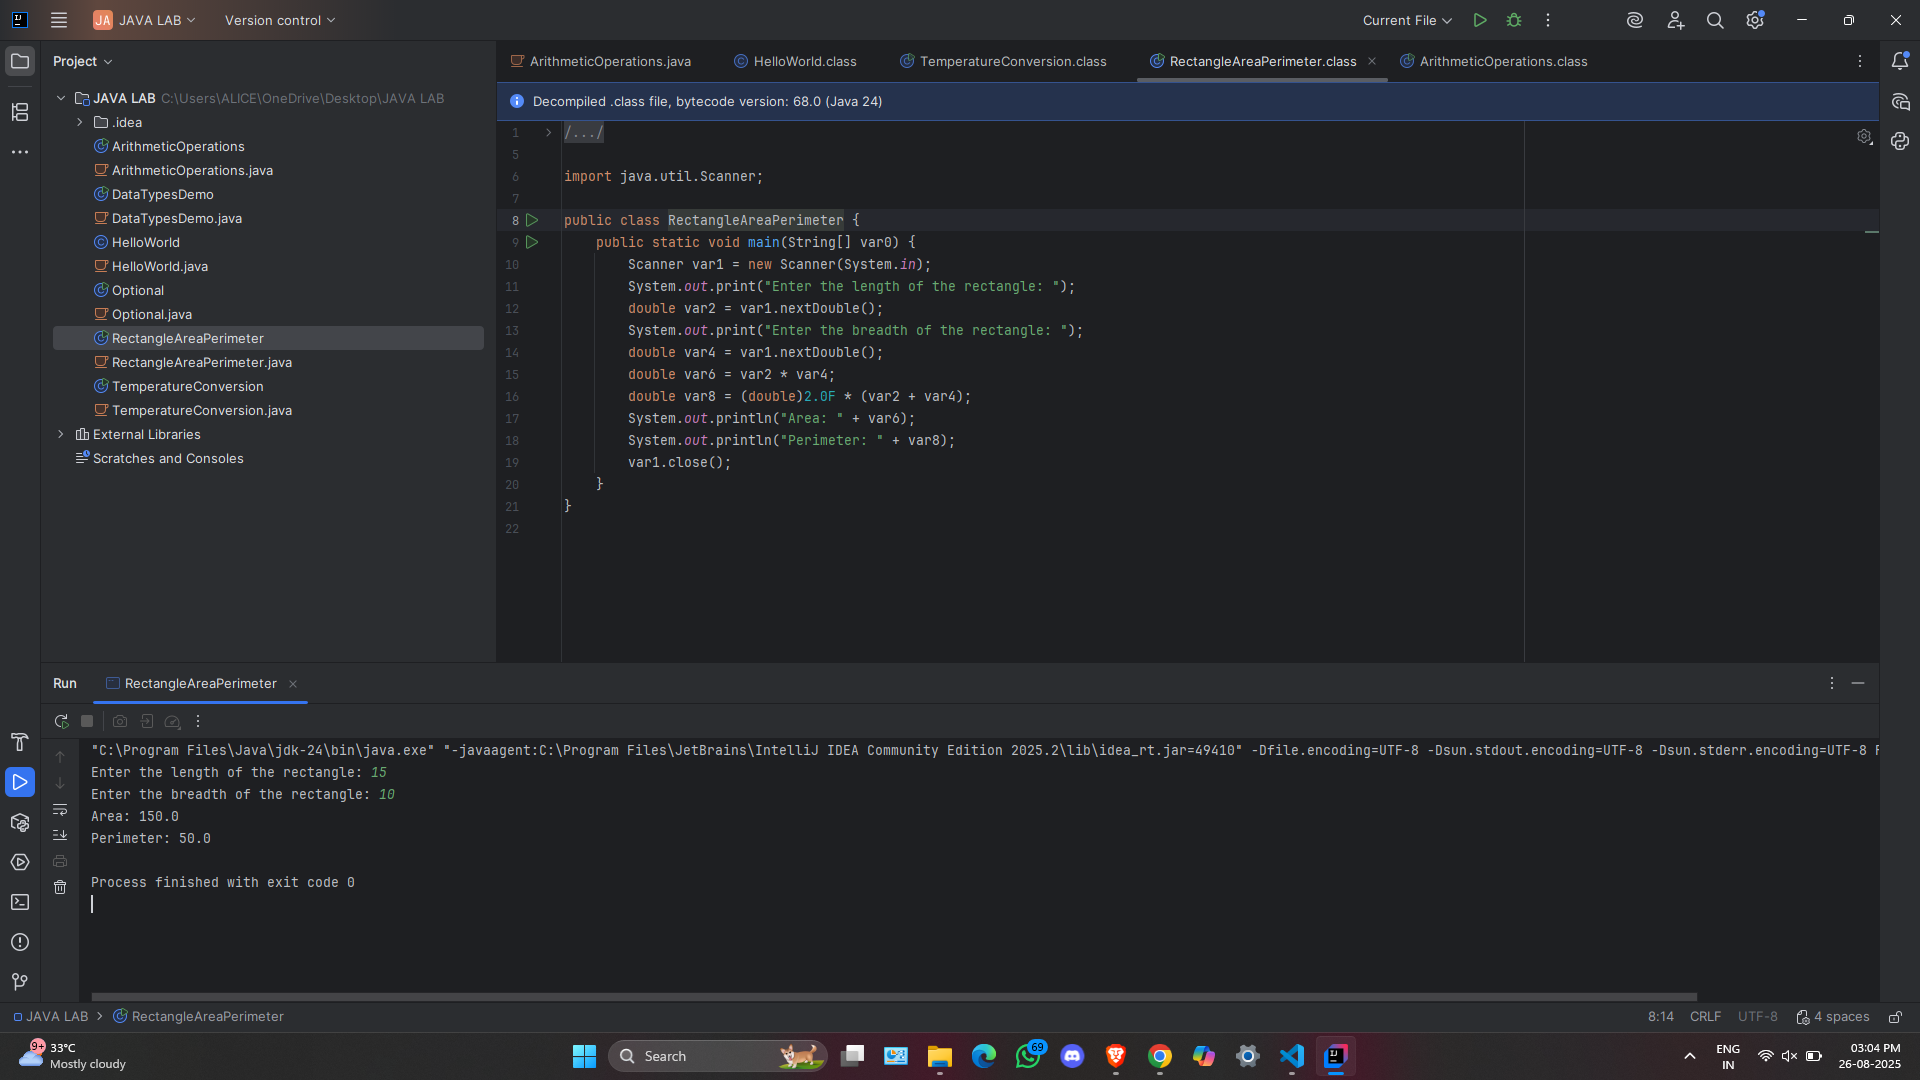 JA JAVA LAB
Version control
Current File
Project
ArithmeticOperations.java
HelloWorld.class
TemperatureConversion.class
RectangleAreaPerimeter.class
ArithmeticOperations.class
Decompiled .class file, bytecode version: 68.0 (Java 24)
JAVA LAB C:\Users\ALICE\OneDrive\Desktop\JAVA LAB
.idea
ArithmeticOperations
ArithmeticOperations.java
DataTypesDemo
DataTypesDemo.java
HelloWorld
HelloWorld.java
Optional
Optional.java
RectangleAreaPerimeter
RectangleAreaPerimeter.java
TemperatureConversion
TemperatureConversion.java
External Libraries
Scratches and Consoles
1 /.../
5
6 import java.util.Scanner;
7
8 public class RectangleAreaPerimeter {
9 public static void main(String[] var0) {
10 Scanner var1 = new Scanner(System.in);
11 System.out.print("Enter the length of the rectangle: ");
12 double var2 = var1.nextDouble();
13 System.out.print("Enter the breadth of the rectangle: ");
14 double var4 = var1.nextDouble();
15 double var6 = var2 * var4;
16 double var8 = (double)2.0F * (var2 + var4);
17 System.out.println("Area: " + var6);
18 System.out.println("Perimeter: " + var8);
19 var1.close();
20 }
21 }
22
Run
RectangleAreaPerimeter
"C:\Program Files\Java\jdk-24\bin\java.exe" "-javaagent:C:\Program Files\JetBrains\IntelliJ IDEA Community Edition 2025.2\lib\idea_rt.jar=49410" -Dfile.encoding=UTF-8 -Dsun.stdout.encoding=UTF-8 -Dsun.stderr.encoding=UTF-8
Enter the length of the rectangle: 15
Enter the breadth of the rectangle: 10
Area: 150.0
Perimeter: 50.0
Process finished with exit code 0
JAVA LAB
RectangleAreaPerimeter
8:14
CRLF
UTF-8
4 spaces
9+
33°C
Mostly cloudy
Search
69
ENG
IN
03:04 PM
26-08-2025